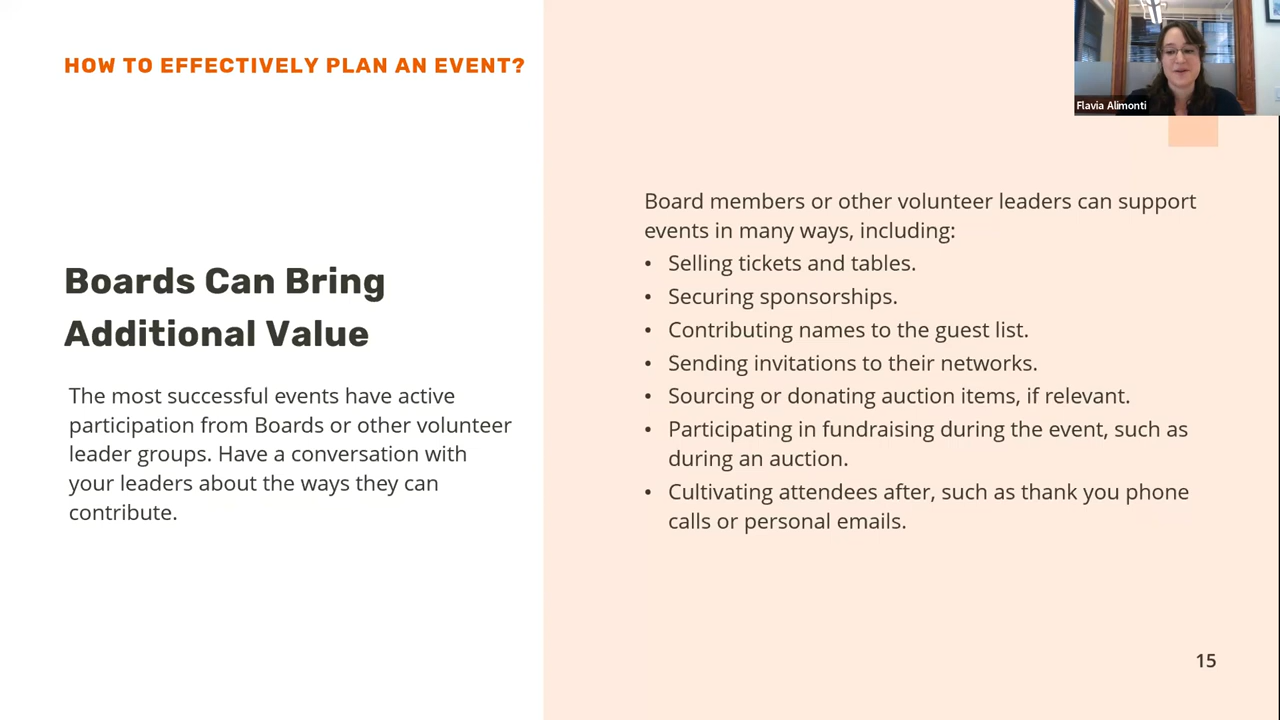 HOW TO EFFECTIVELY PLAN AN EVENT?
Flavia Alimonti
Boards Can Bring
Additional Value
The most successful events have active
participation from Boards or other volunteer
leader groups. Have a conversation with
your leaders about the ways they can
contribute.
Board members or other volunteer leaders can support
events in many ways, including:
• Selling tickets and tables.
• Securing sponsorships.
• Contributing names to the guest list.
• Sending invitations to their networks.
• Sourcing or donating auction items, if relevant.
• Participating in fundraising during the event, such as
during an auction.
• Cultivating attendees after, such as thank you phone
calls or personal emails.
15